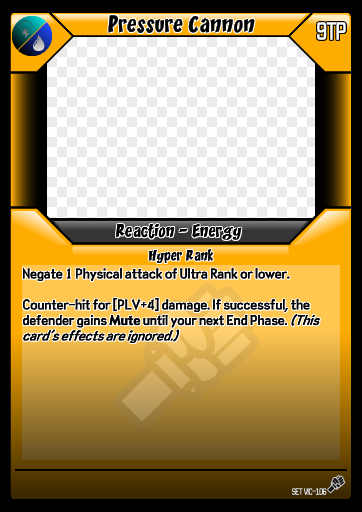 Pressure Cannon
9TP
Reaction - Energy
Hyper Rank
Negate 1 Physical attack of Ultra Rank or lower.
Counter-hit for [PLV+4] damage. If successful, the
defender gains Mute until your next End Phase. (This
card's effects are ignored.)
SET VIC-106